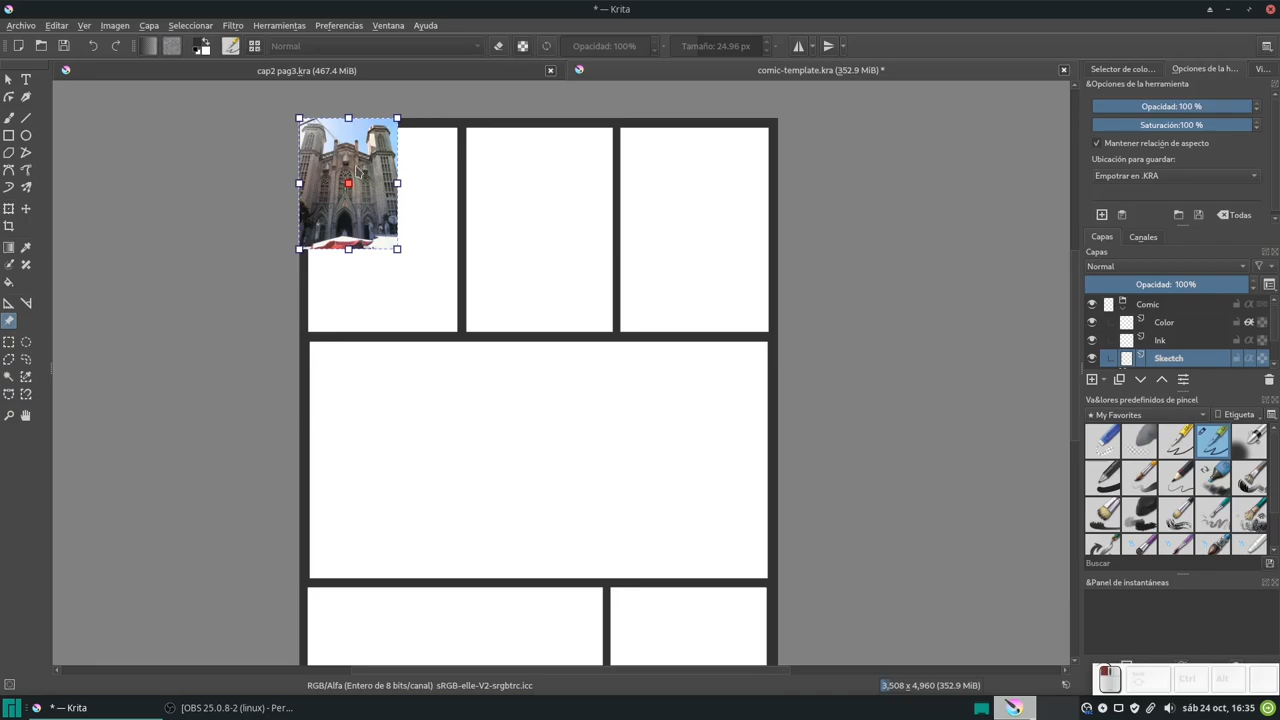 * — Krita
Archivo Editar Ver Imagen Capa Seleccionar Filtro Herramientas Preferencias Ventana Ayuda
Normal Opacidad: 100% Tamaño: 24.96 px
cap2 pag3.kra (467.4 MiB)
comic-template.kra (352.9 MiB) *
Selector de colo... Opciones de la h... Vi...
&Opciones de la herramienta
Opacidad: 100 %
Saturación:100 %
Mantener relación de aspecto
Ubicación para guardar:
Empotrar en .KRA
Todas
Capas Canales
Capas
Normal
Opacidad: 100%
Comic
Color
Ink
Skectch
Va&lores predefinidos de pincel
★ My Favorites Etiqueta
Buscar
&Panel de instantáneas
RGB/Alfa (Entero de 8 bits/canal) sRGB-elle-V2-srgbtrc.icc
3,508 x 4,960 (352.9 MiB)
Ctrl Alt
* — Krita
[OBS 25.0.8-2 (linux) - Per...
sáb 24 oct, 16:35